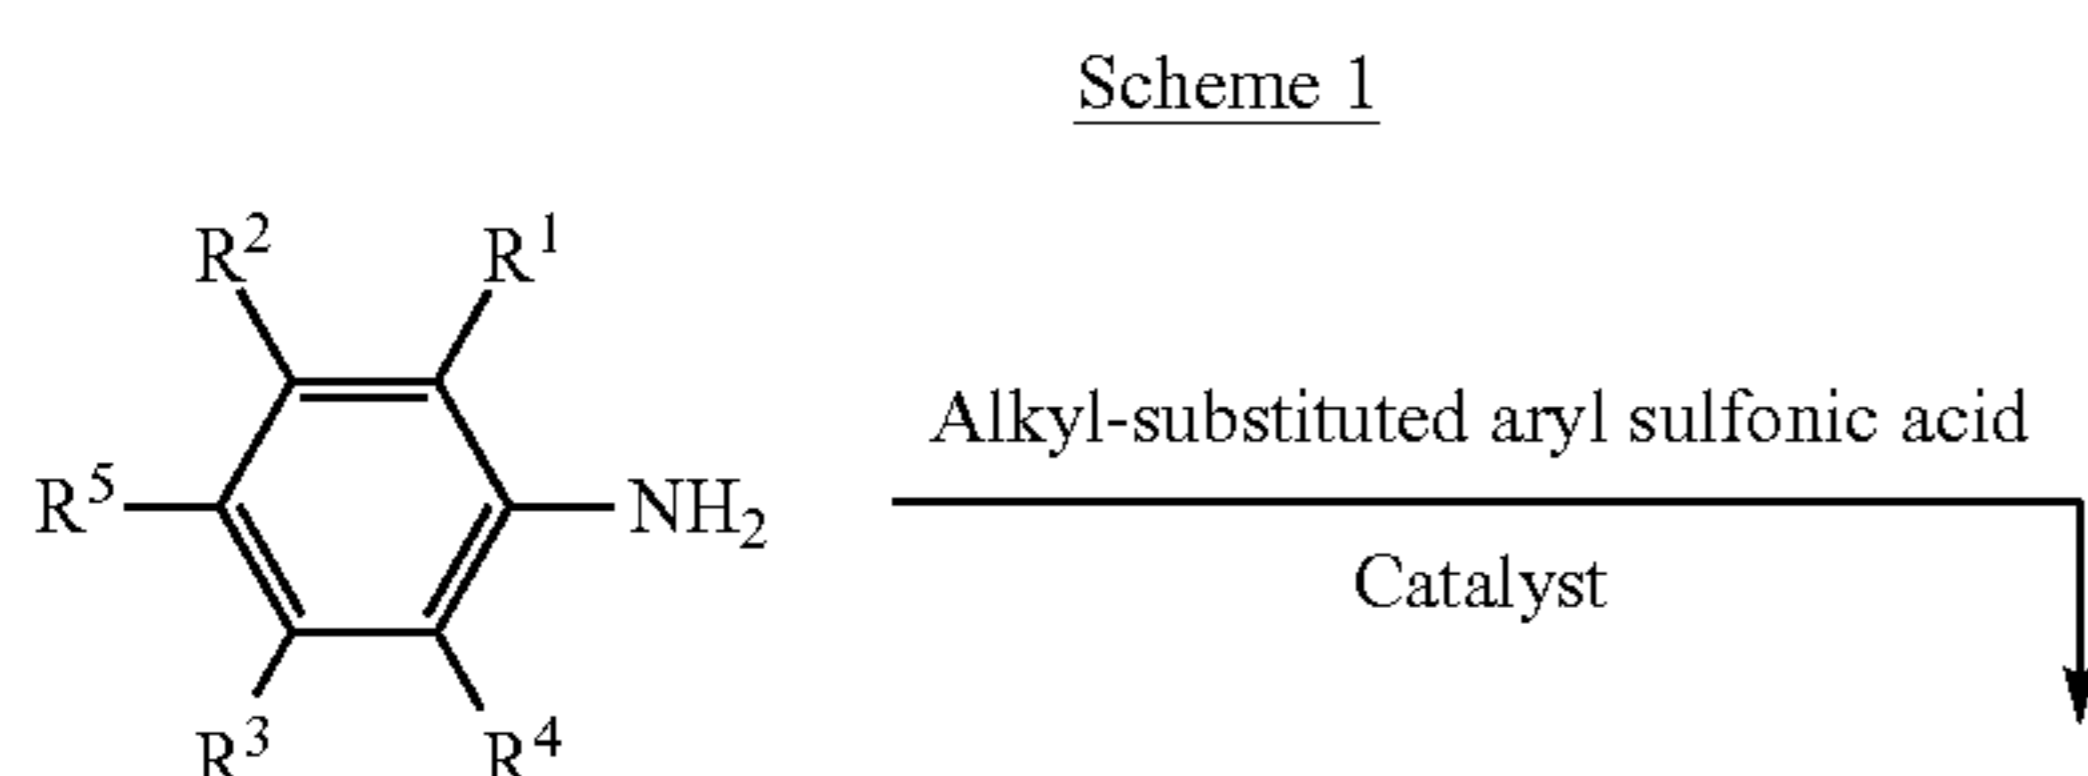 Scheme 1
R² R¹
Alkyl-substituted aryl sulfonic acid
R⁵ NH₂
Catalyst
R³ R⁴